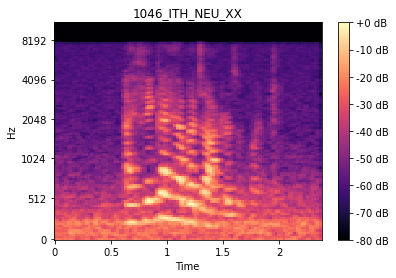 1046_ITH_NEU_XX
+0 dB
8192
-10 dB
4096
-20 dB
-30 dB
2048
Hz
-40 dB
1024
-50 dB
512
-60 dB
-70 dB
0
-80 dB
0 0.5 1 1.5 2
Time